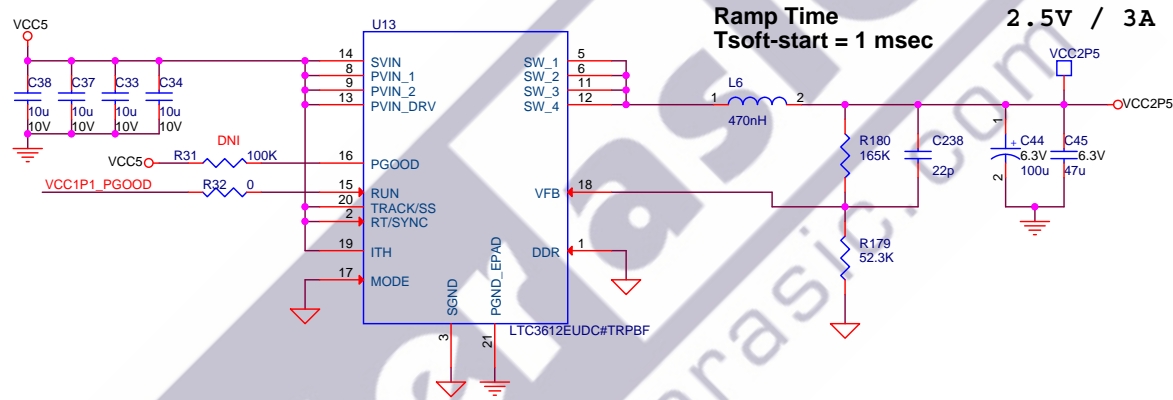 Ramp Time
Tsoft-start = 1 msec
2.5V / 3A
VCC5
U13
VCC2P5
14 SVIN
8 PVIN_1
9 PVIN_2
13 PVIN_DRV
SW_1 5
SW_2 6
SW_3 11
SW_4 12
C38
10u
10V
C37
10u
10V
C33
10u
10V
C34
10u
10V
L6
1 2
470nH
VCC2P5
DNI
VCC5 R31 100K 16 PGOOD
VCC1P1_PGOOD R32 0 15 RUN
20 TRACK/SS
2 RT/SYNC
19 ITH
17 MODE
VFB 18
DDR 1
R180
165K
C238
22p
1
+
2
C44
6.3V
100u
C45
6.3V
47u
R179
52.3K
SGND
3
PGND_EPAD
21
LTC3612EUDC#TRPBF
erasic
erasic.com